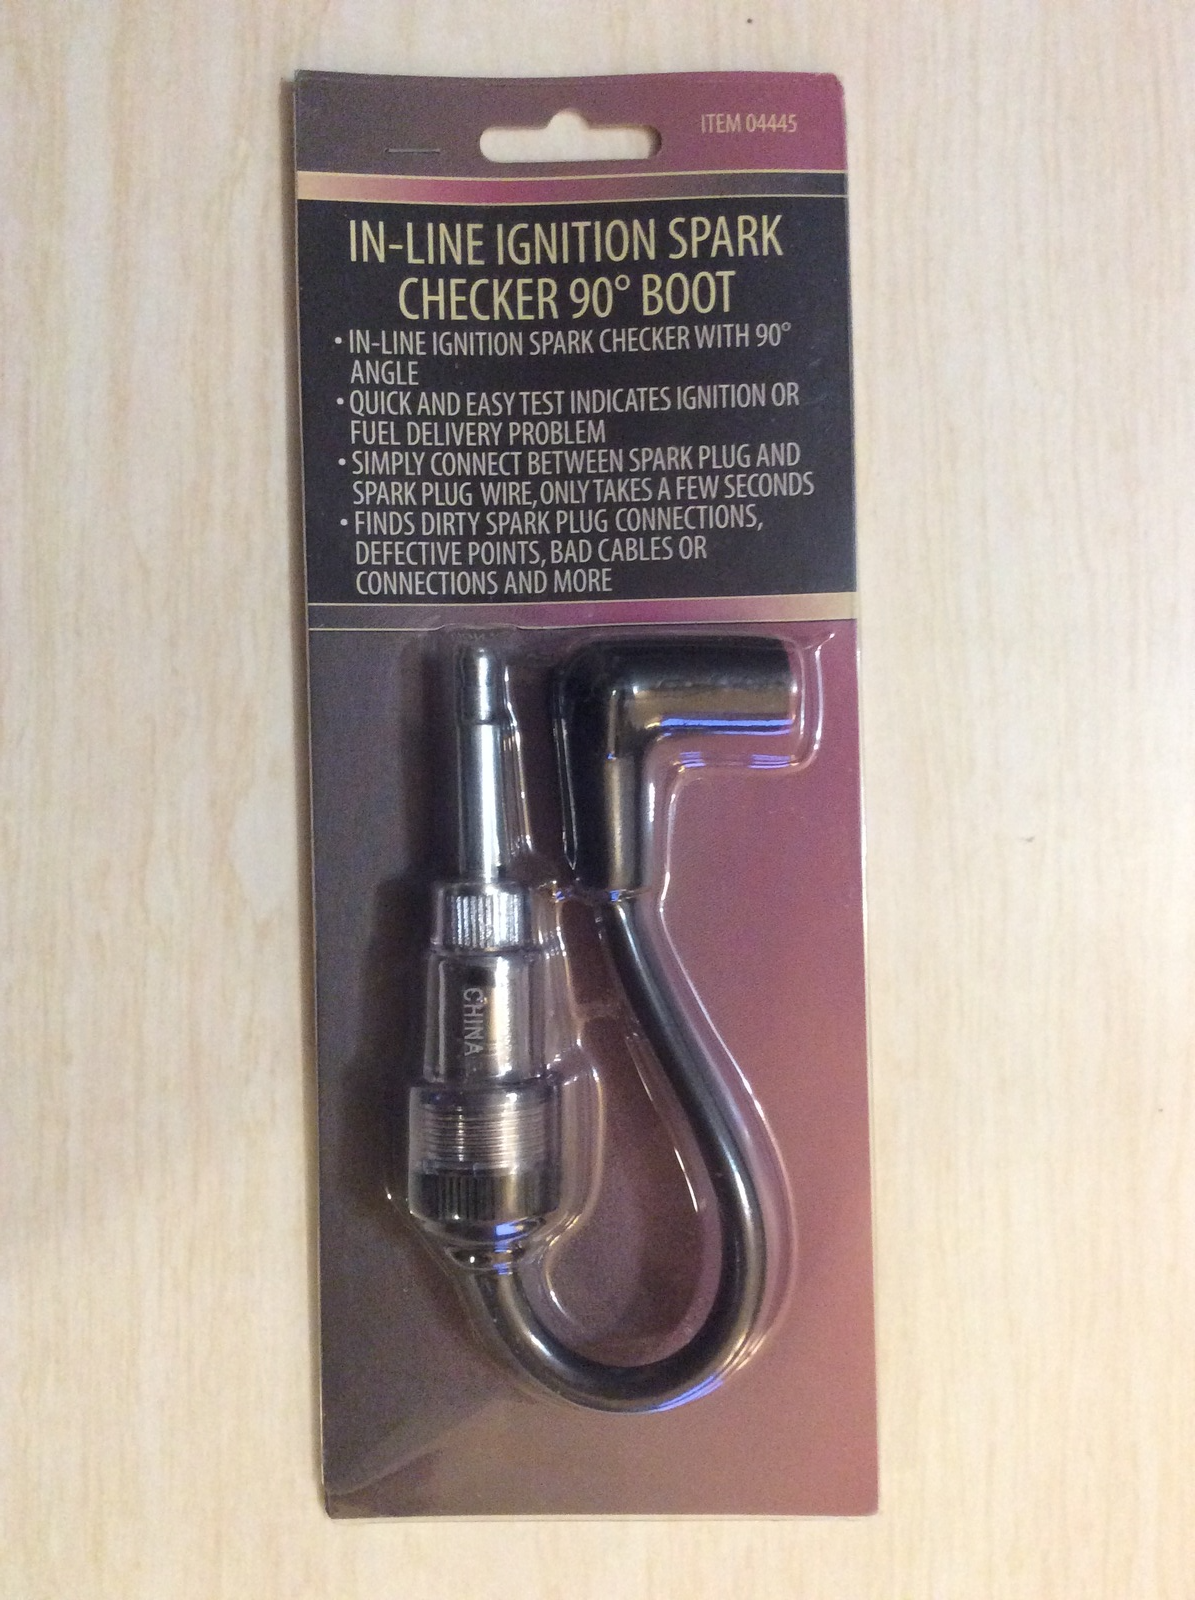 ITEM 04445
IN-LINE IGNITION SPARK
CHECKER 90° BOOT
• IN-LINE IGNITION SPARK CHECKER WITH 90°
ANGLE
• QUICK AND EASY TEST INDICATES IGNITION OR
FUEL DELIVERY PROBLEM
• SIMPLY CONNECT BETWEEN SPARK PLUG AND
SPARK PLUG WIRE, ONLY TAKES A FEW SECONDS
• FINDS DIRTY SPARK PLUG CONNECTIONS,
DEFECTIVE POINTS, BAD CABLES OR
CONNECTIONS AND MORE
CHINA